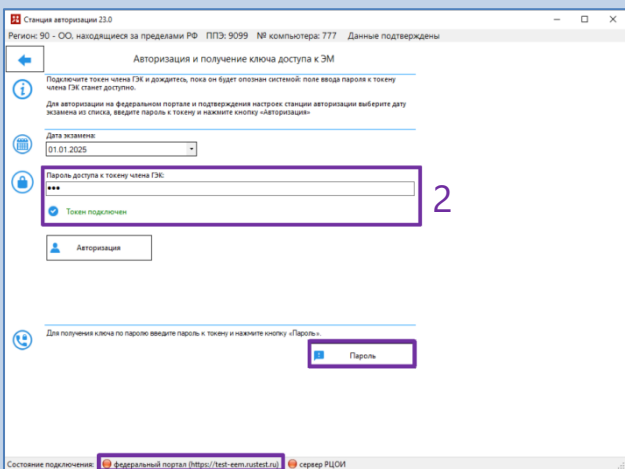 Станция авторизации 23.0
Регион: 90 - ОО, находящиеся за пределами РФ ППЭ: 9099 № компьютера: 777 Данные подтверждены
Авторизация и получение ключа доступа к ЭМ
Подключите токен члена ГЭК и дождитесь, пока он будет опознан системой: поле ввода пароля к токену
члена ГЭК станет доступно.
Для авторизации на федеральном портале и подтверждения настроек станции авторизации выберите дату
экзамена из списка, введите пароль к токену и нажмите кнопку «Авторизация»
Дата экзамена:
01.01.2025
Пароль доступа к токену члена ГЭК:
•••
2
Токен подключен
Авторизация
Для получения ключа по паролю введите пароль к токену и нажмите кнопку «Пароль».
Пароль
Состояние подключения: федеральный портал (https://test-eem.rustest.ru) сервер РЦОИ